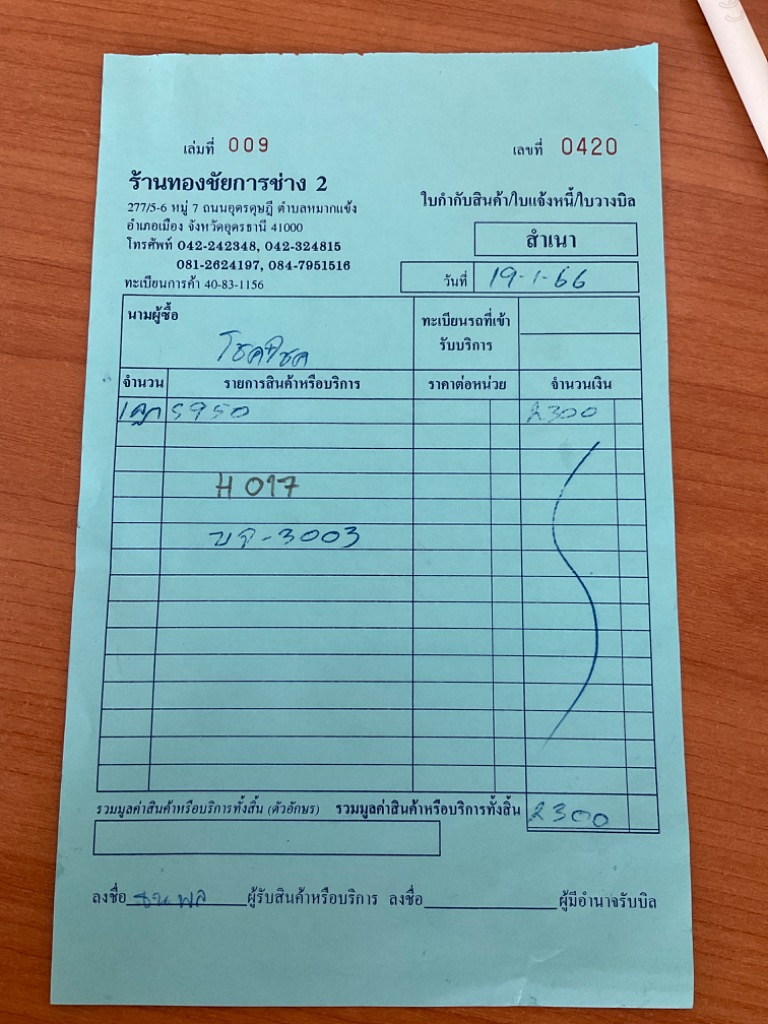 เล่มที่ 009 เลขที่ 0420
ร้านทองชัยการช่าง 2
277/5-6 หมู่ 7 ถนนอุดรดุษฎี ตำบลหมากแข้ง
อำเภอเมือง จังหวัดอุดรธานี 41000
โทรศัพท์ 042-242348, 042-324815
081-2624197, 084-7951516
ทะเบียนการค้า 40-83-1156
ใบกำกับสินค้า/ใบแจ้งหนี้/ใบวางบิล
สำเนา
วันที่ 19-1-66
นามผู้ซื้อ
โชคโชค
ทะเบียนรถที่เข้า
รับบริการ
จำนวน รายการสินค้าหรือบริการ ราคาต่อหน่วย จำนวนเงิน
1 5950 2300
H 017
-3003
รวมมูลค่าสินค้าหรือบริการทั้งสิ้น (ตัวอักษร) รวมมูลค่าสินค้าหรือบริการทั้งสิ้น 2300
ลงชื่อ ธนพล ผู้รับสินค้าหรือบริการ ลงชื่อ ผู้มีอำนาจรับบิล